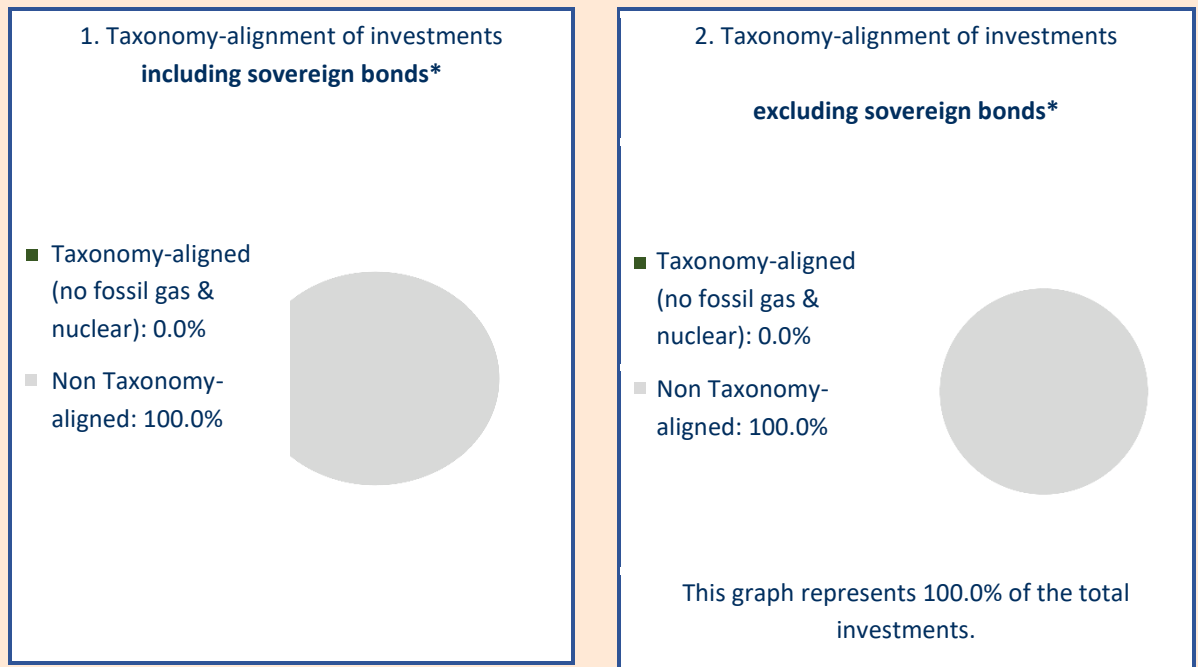 1. Taxonomy-alignment of investments
including sovereign bonds*
Taxonomy-aligned
(no fossil gas &
nuclear): 0.0%
Non Taxonomy-
aligned: 100.0%
2. Taxonomy-alignment of investments
excluding sovereign bonds*
Taxonomy-aligned
(no fossil gas &
nuclear): 0.0%
Non Taxonomy-
aligned: 100.0%
This graph represents 100.0% of the total
investments.